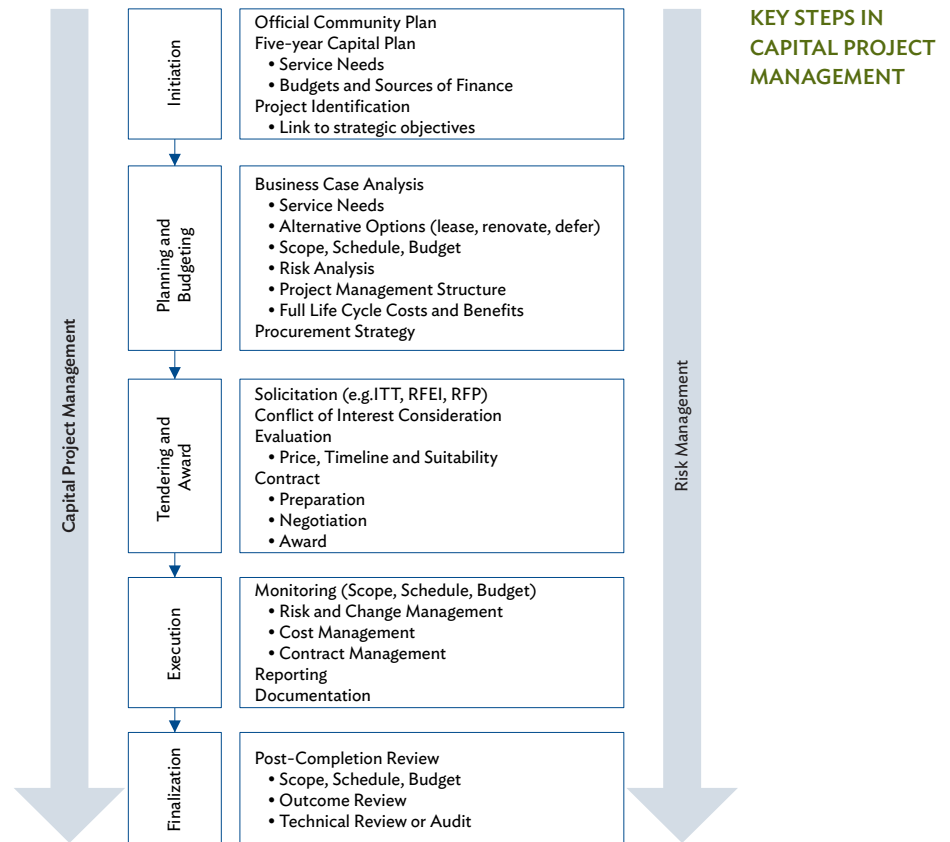 KEY STEPS IN
CAPITAL PROJECT
MANAGEMENT
Capital Project Management
Risk Management
Initiation
Official Community Plan
Five-year Capital Plan
• Service Needs
• Budgets and Sources of Finance
Project Identification
• Link to strategic objectives
Planning and
Budgeting
Business Case Analysis
• Service Needs
• Alternative Options (lease, renovate, defer)
• Scope, Schedule, Budget
• Risk Analysis
• Project Management Structure
• Full Life Cycle Costs and Benefits
Procurement Strategy
Tendering and
Award
Solicitation (e.g.ITT, RFEI, RFP)
Conflict of Interest Consideration
Evaluation
• Price, Timeline and Suitability
Contract
• Preparation
• Negotiation
• Award
Execution
Monitoring (Scope, Schedule, Budget)
• Risk and Change Management
• Cost Management
• Contract Management
Reporting
Documentation
Finalization
Post-Completion Review
• Scope, Schedule, Budget
• Outcome Review
• Technical Review or Audit